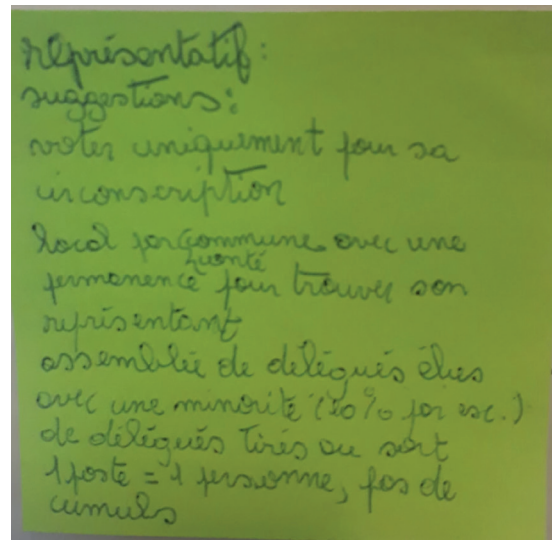 représentatif :
suggestions :
voter uniquement pour sa
circonscription
local par commune avec une
permanence pour trouver son
représentant
assemblée de délégués élus
avec une minorité (20% par ex.)
de délégués tirés au sort
1 poste = 1 personne, pas de
cumuls